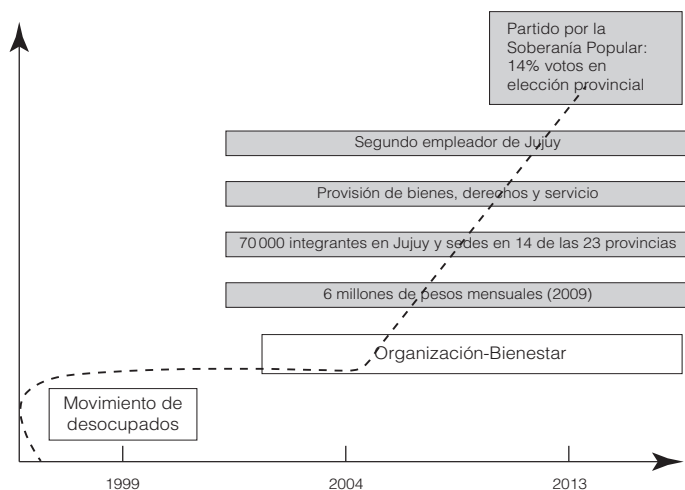 Partido por la
Soberanía Popular:
14% votos en
elección provincial
Segundo empleador de Jujuy
Provisión de bienes, derechos y servicio
70 000 integrantes en Jujuy y sedes en 14 de las 23 provincias
6 millones de pesos mensuales (2009)
Organización-Bienestar
Movimiento de
desocupados
1999
2004
2013